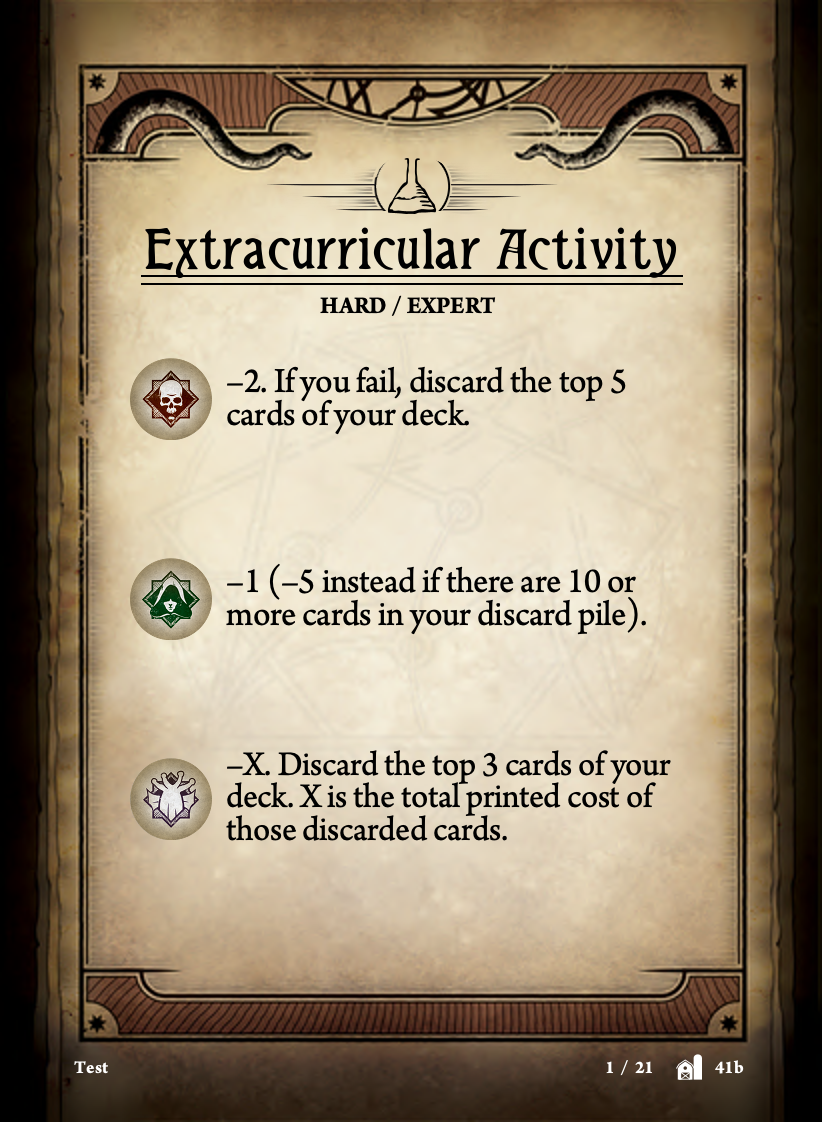 Extracurricular Activity
HARD / EXPERT
–2. If you fail, discard the top 5
cards of your deck.
–1 (–5 instead if there are 10 or
more cards in your discard pile).
–X. Discard the top 3 cards of your
deck. X is the total printed cost of
those discarded cards.
Test
1 / 21
41b